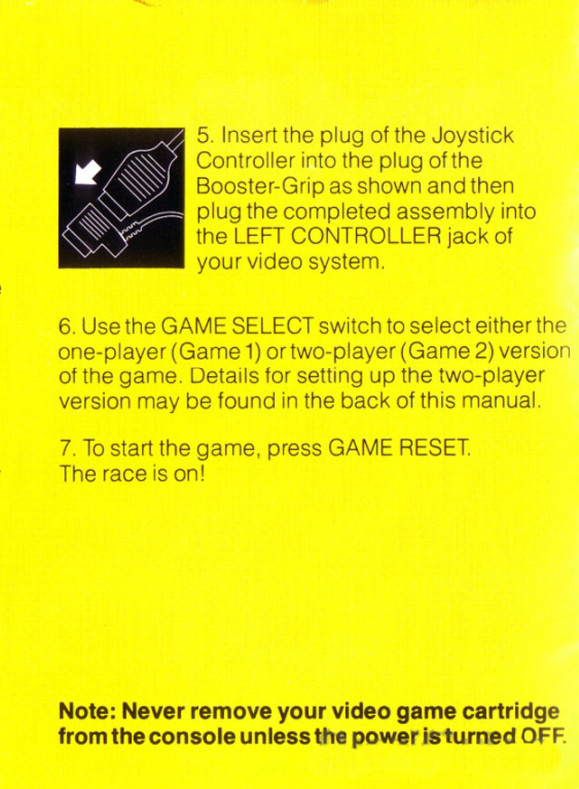 5. Insert the plug of the Joystick
Controller into the plug of the
Booster-Grip as shown and then
plug the completed assembly into
the LEFT CONTROLLER jack of
your video system.
6. Use the GAME SELECT switch to select either the
one-player (Game 1) or two-player (Game 2) version
of the game. Details for setting up the two-player
version may be found in the back of this manual.
7. To start the game, press GAME RESET.
The race is on!
Note: Never remove your video game cartridge
from the console unless the power is turned OFF.